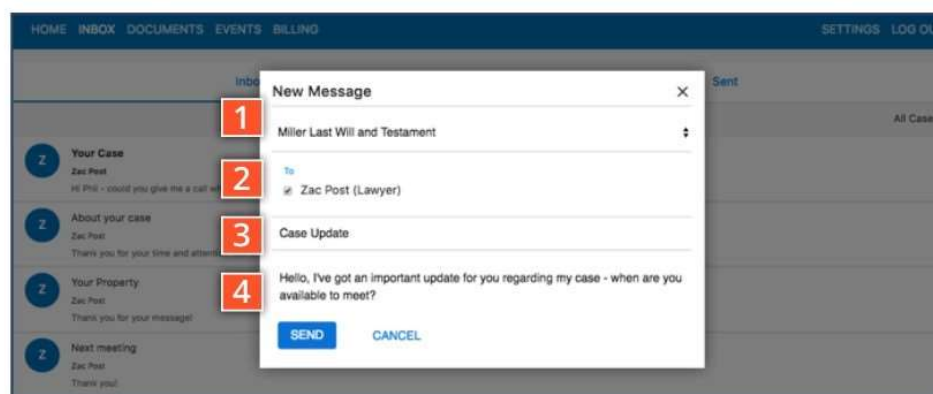 HOME INBOX DOCUMENTS EVENTS BILLING SETTINGS LOG OU
Inbo Sent
All Case
New Message
1 Miller Last Will and Testament
2 To
Zac Post (Lawyer)
3 Case Update
4 Hello, I've got an important update for you regarding my case - when are you
available to meet?
SEND CANCEL
Z Your Case
Zac Post
Hi Phil - could you give me a call wh
Z About your case
Zac Post
Thank you for your time and attenti
Z Your Property
Zac Post
Thank you for your message!
Z Next meeting
Zac Post
Thank you!